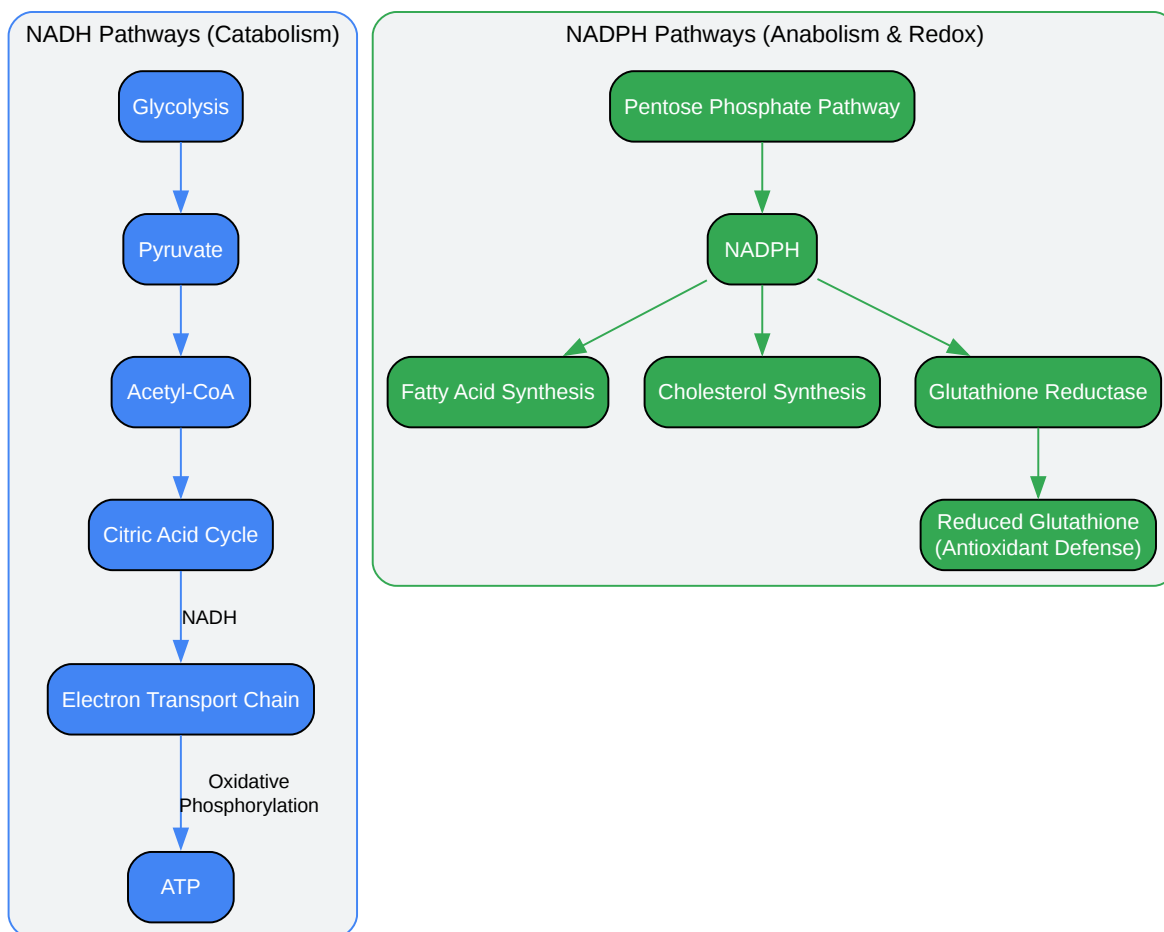 NADH Pathways (Catabolism)
Glycolysis
Pyruvate
Acetyl-CoA
Citric Acid Cycle
NADH
Electron Transport Chain
Oxidative
Phosphorylation
ATP
NADPH Pathways (Anabolism & Redox)
Pentose Phosphate Pathway
NADPH
Fatty Acid Synthesis
Cholesterol Synthesis
Glutathione Reductase
Reduced Glutathione
(Antioxidant Defense)